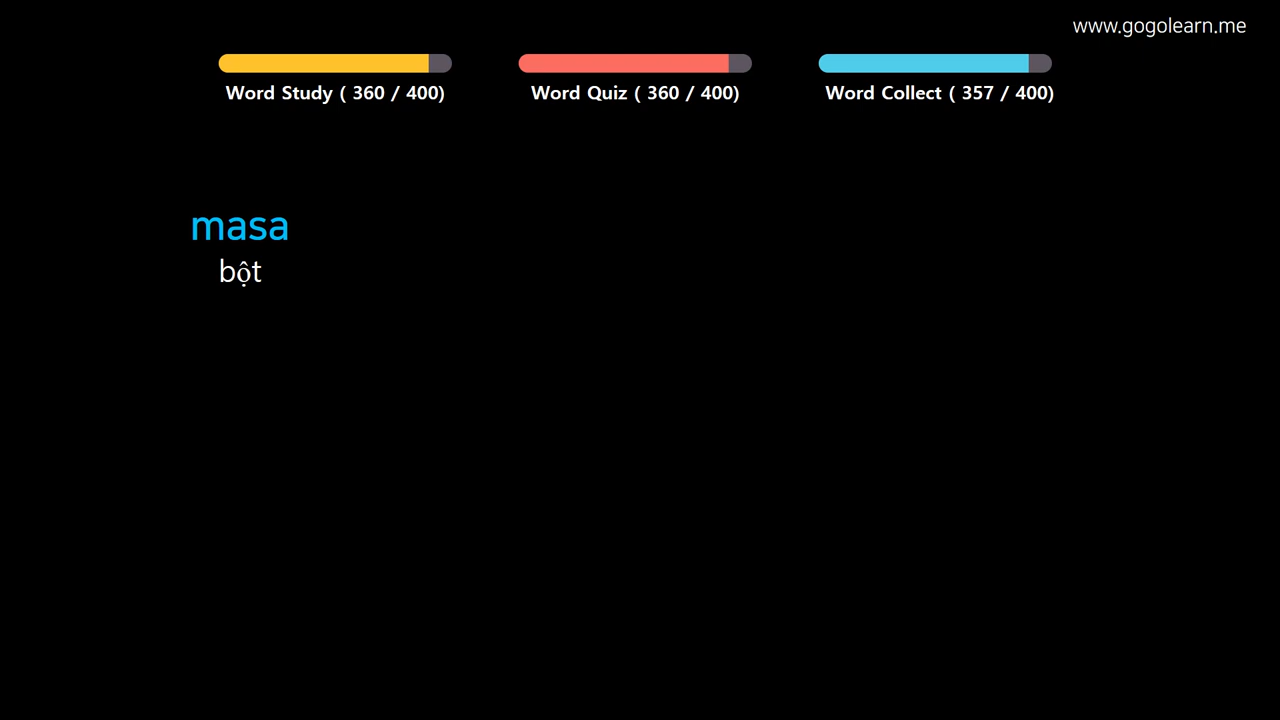 www.gogolearn.me
Word Study ( 360 / 400)
Word Quiz ( 360 / 400)
Word Collect ( 357 / 400)
masa
bột